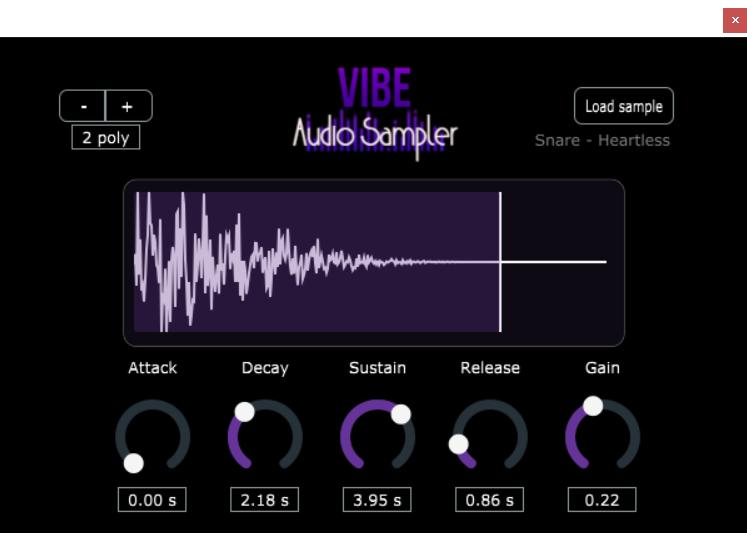 VIBE
Audio Sampler
- +
2 poly
Load sample
Snare - Heartless
Attack Decay Sustain Release Gain
0.00 s 2.18 s 3.95 s 0.86 s 0.22